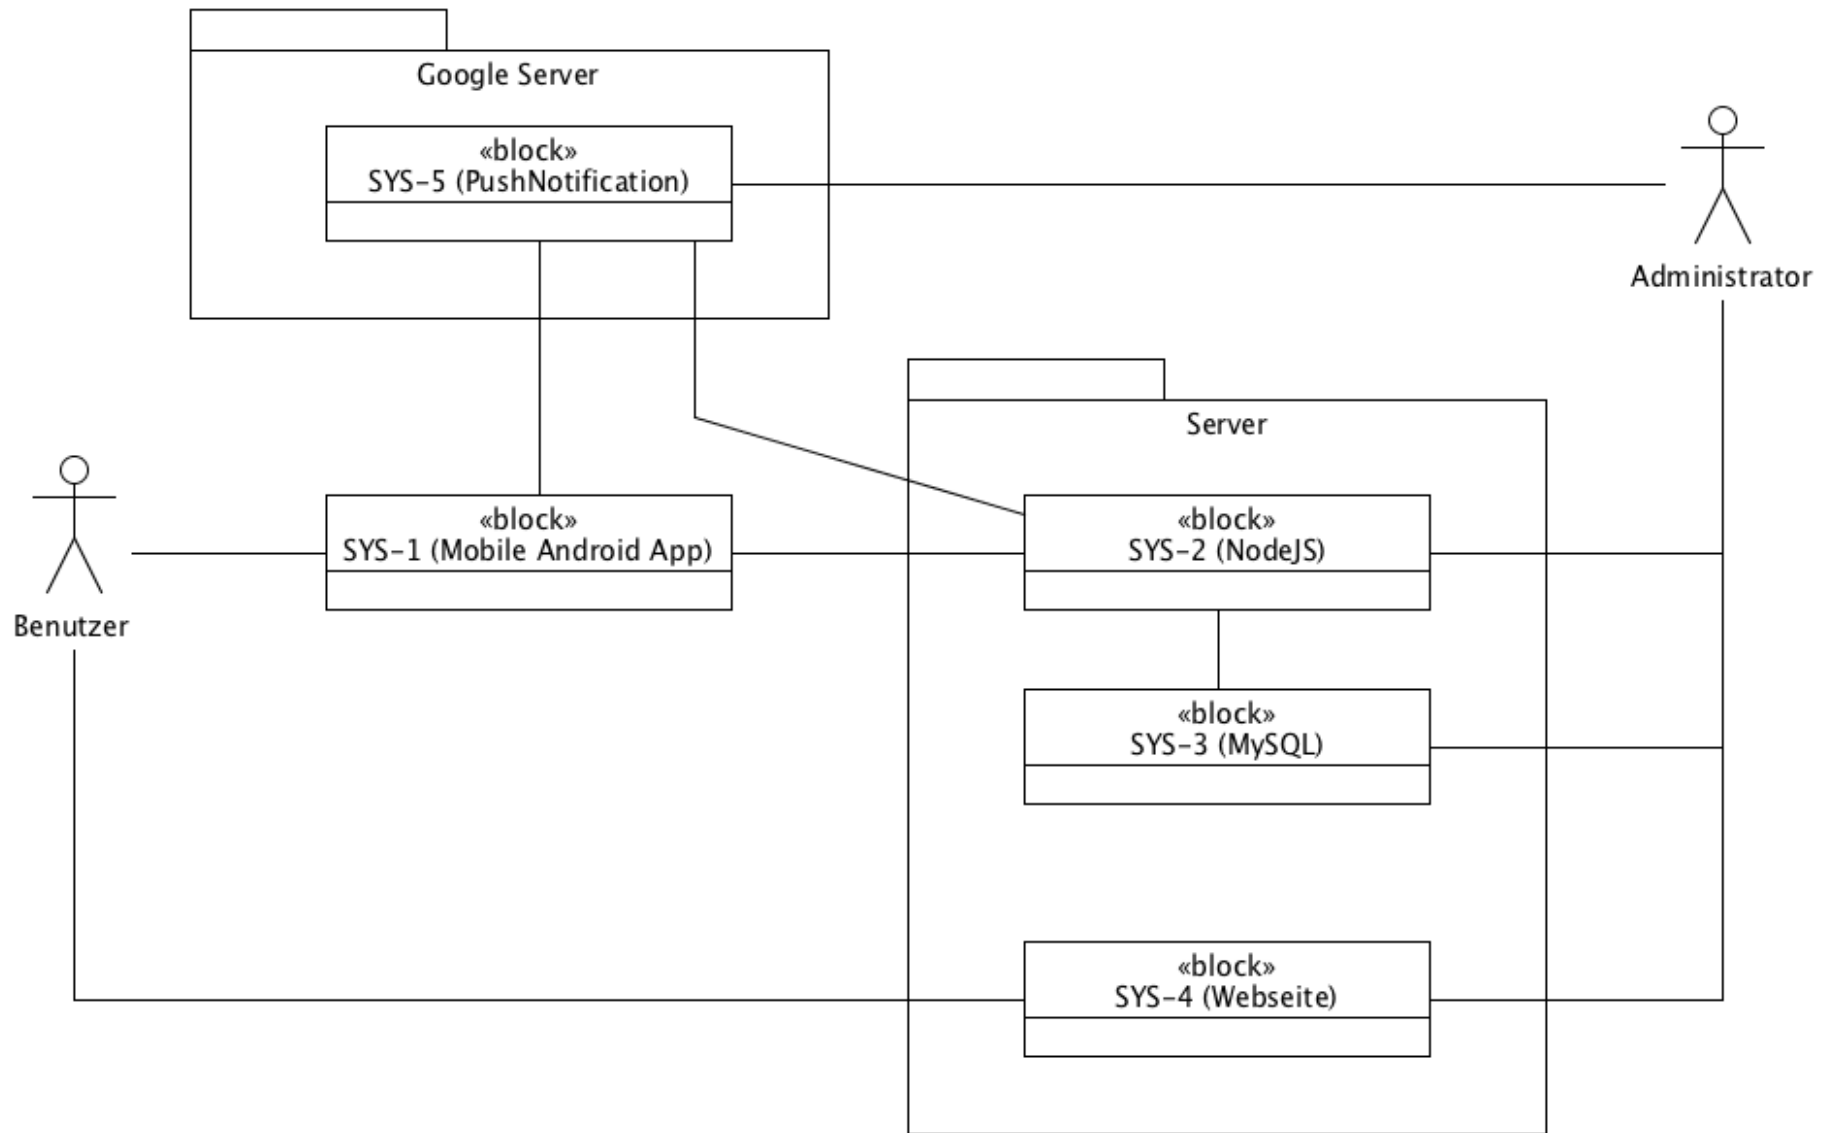 Google Server
«block»
SYS-5 (PushNotification)
Administrator
Server
«block»
SYS-1 (Mobile Android App)
«block»
SYS-2 (NodeJS)
Benutzer
«block»
SYS-3 (MySQL)
«block»
SYS-4 (Webseite)